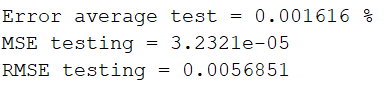 Error average test = 0.001616 %
MSE testing = 3.2321e-05
RMSE testing = 0.0056851